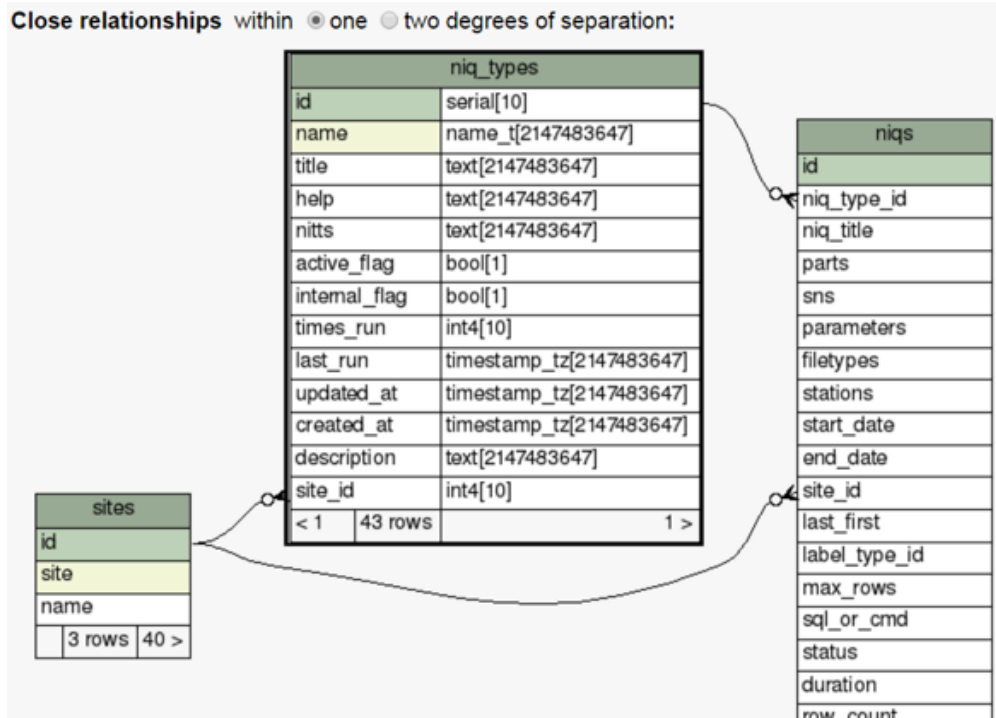 Close relationships within one two degrees of separation:
niq_types
id serial[10]
name name_t[2147483647]
title text[2147483647]
help text[2147483647]
nitts text[2147483647]
active_flag bool[1]
internal_flag bool[1]
times_run int4[10]
last_run timestamp_tz[2147483647]
updated_at timestamp_tz[2147483647]
created_at timestamp_tz[2147483647]
description text[2147483647]
site_id int4[10]
< 1 43 rows 1 >
sites
id
site
name
3 rows 40 >
niqs
id
niq_type_id
niq_title
parts
sns
parameters
filetypes
stations
start_date
end_date
site_id
last_first
label_type_id
max_rows
sql_or_cmd
status
duration
row_count